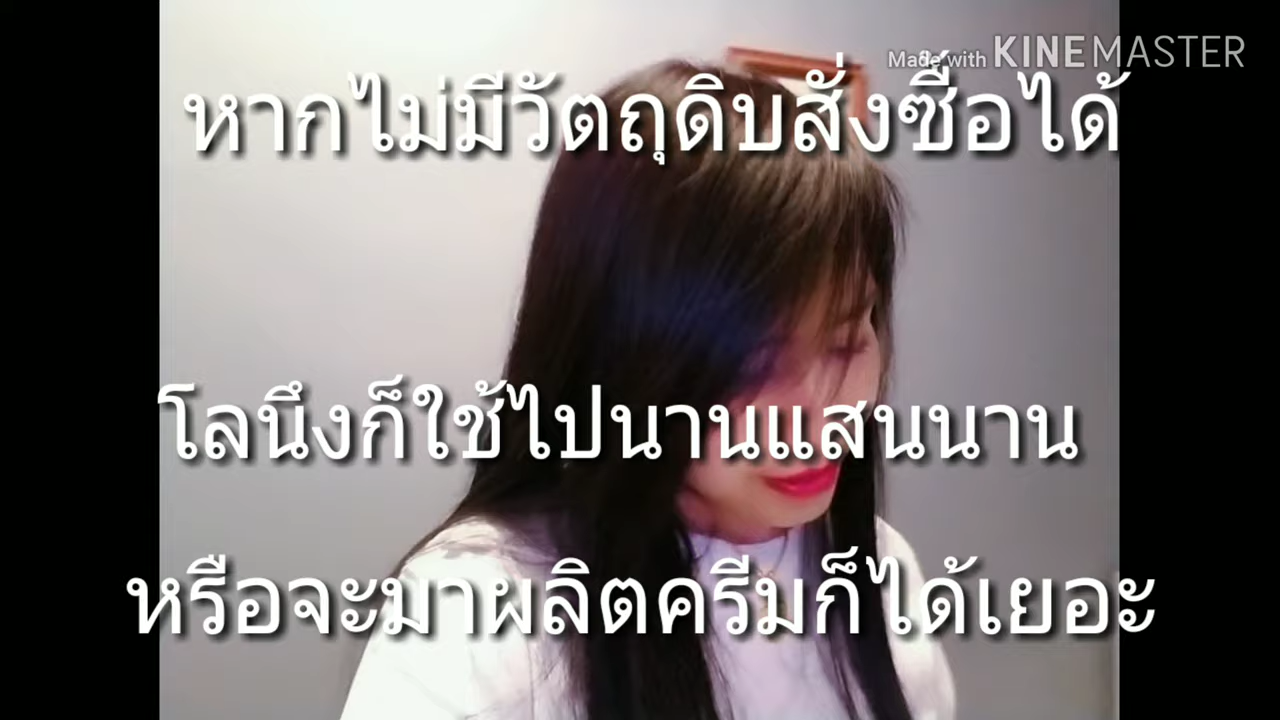 Made with KINEMASTER
หากไม่มีวัตถุดิบสั่งซื้อได้
โลนึงก็ใช้ไปนานแสนนาน
หรือจะมาผลิตครีมก็ได้เยอะ